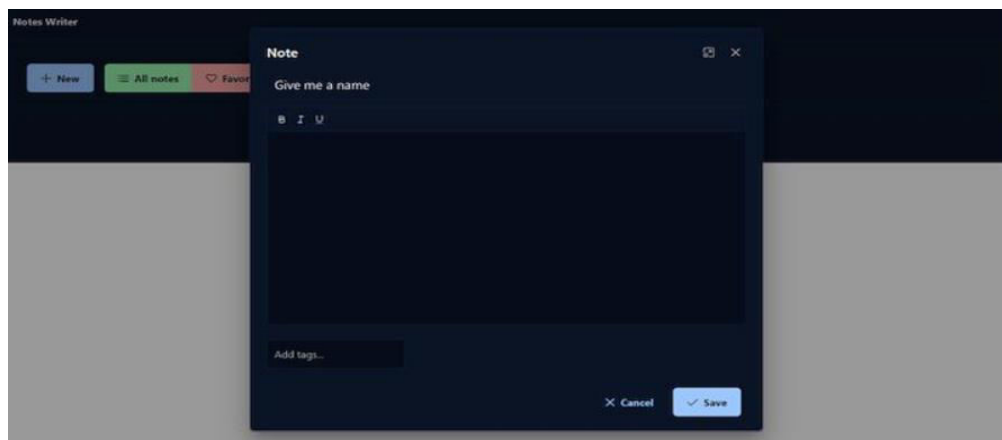 Notes Writer
Note
+ New
All notes
Favor
Give me a name
B I U
Add tags...
Cancel
Save